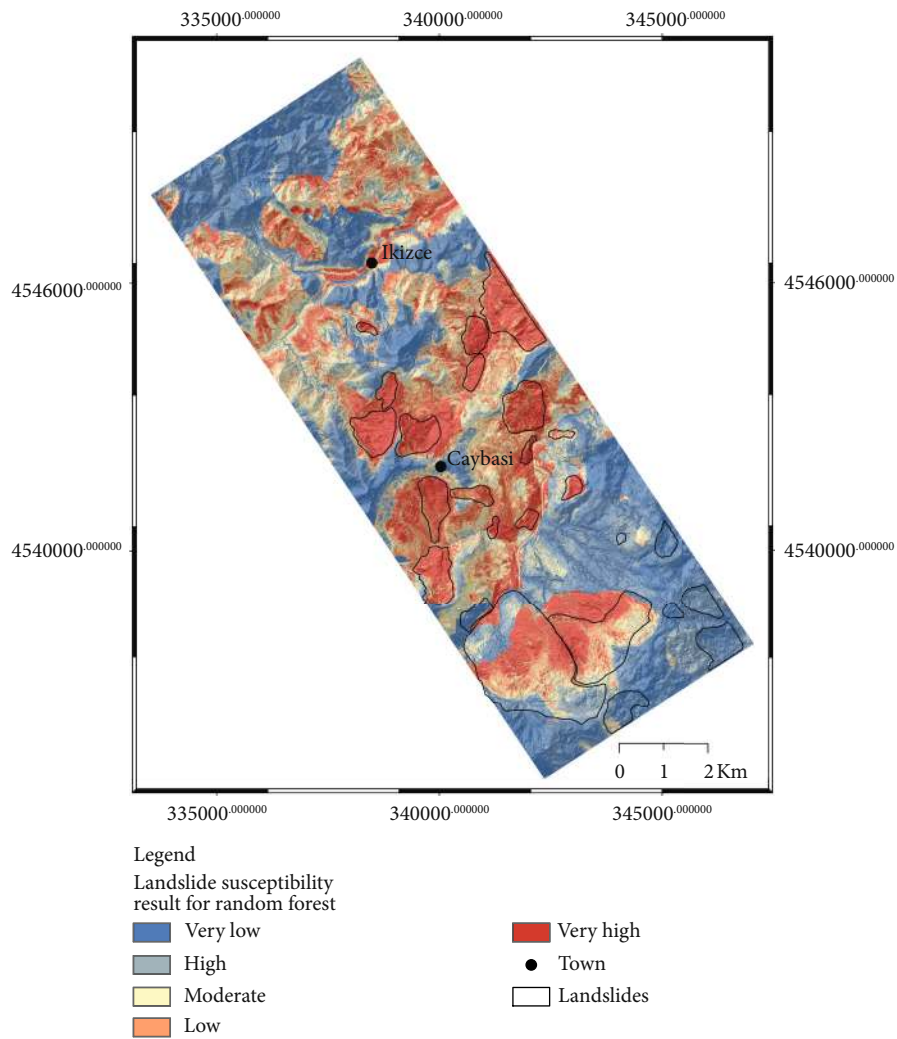 335000.000000 340000.000000 345000.000000
Ikizce
4546000.000000 4546000.000000
Caybasi
4540000.000000 4540000.000000
0 1 2 Km
335000.000000 340000.000000 345000.000000
Legend
Landslide susceptibility
result for random forest
Very low
High
Moderate
Low
Very high
Town
Landslides